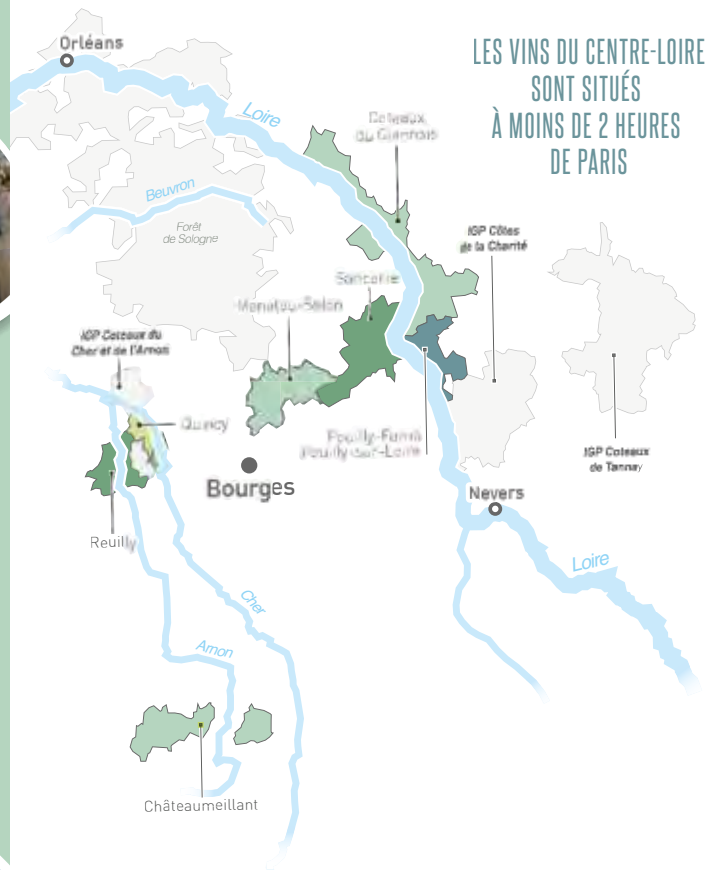 Orléans
LES VINS DU CENTRE-LOIRE
SONT SITUÉS
À MOINS DE 2 HEURES
DE PARIS
Loire
Coteaux
du Giennois
Beuvron
Forêt
de Sologne
IGP Côtes
de la Charité
Sancerre
Menetou-Salon
IGP Coteaux du
Cher et de l'Arnon
Quincy
Pouilly-Fumé
Pouilly-sur-Loire
IGP Coteaux
de Tannay
Bourges
Nevers
Reuilly
Loire
Cher
Arnon
Châteaumeillant